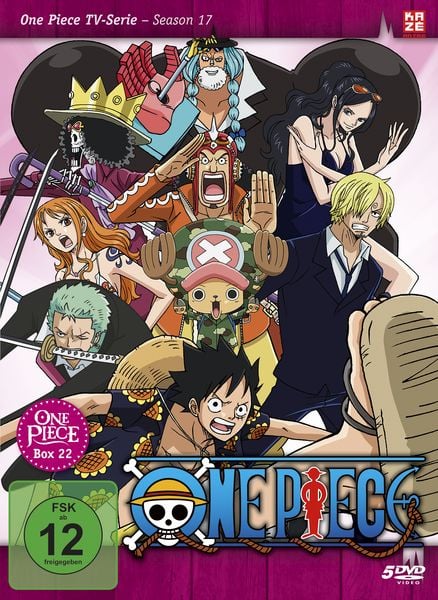 One Piece TV-Serie – Season 17
KAZÉ
ONE
PIECE
Box 22
ONE PIECE
FSK
ab
12
freigegeben
5 DVD
VIDEO